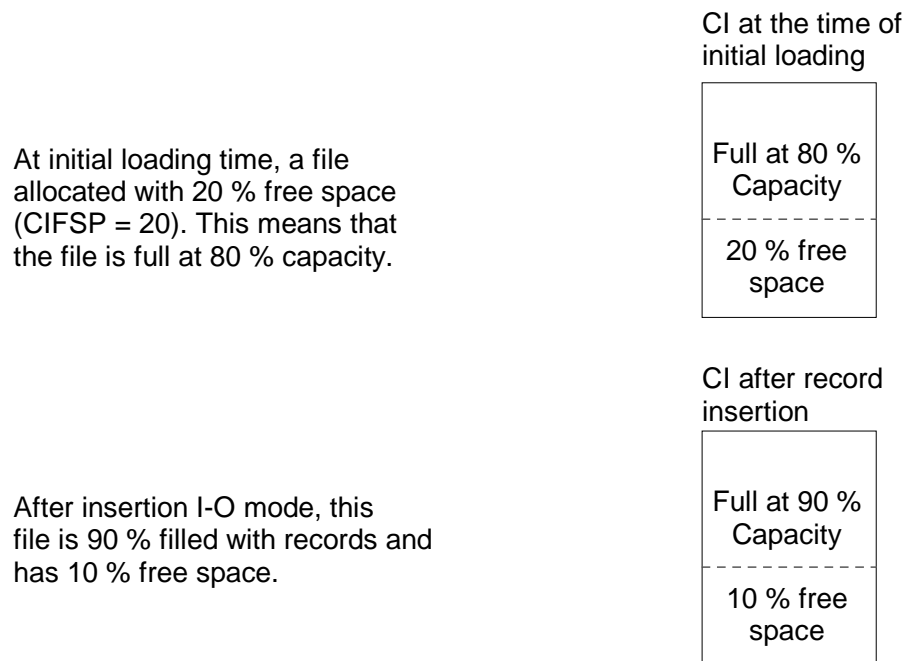 CI at the time of
initial loading
At initial loading time, a file
allocated with 20 % free space
(CIFSP = 20). This means that
the file is full at 80 % capacity.
Full at 80 %
Capacity
20 % free
space
CI after record
insertion
After insertion I-O mode, this
file is 90 % filled with records and
has 10 % free space.
Full at 90 %
Capacity
10 % free
space